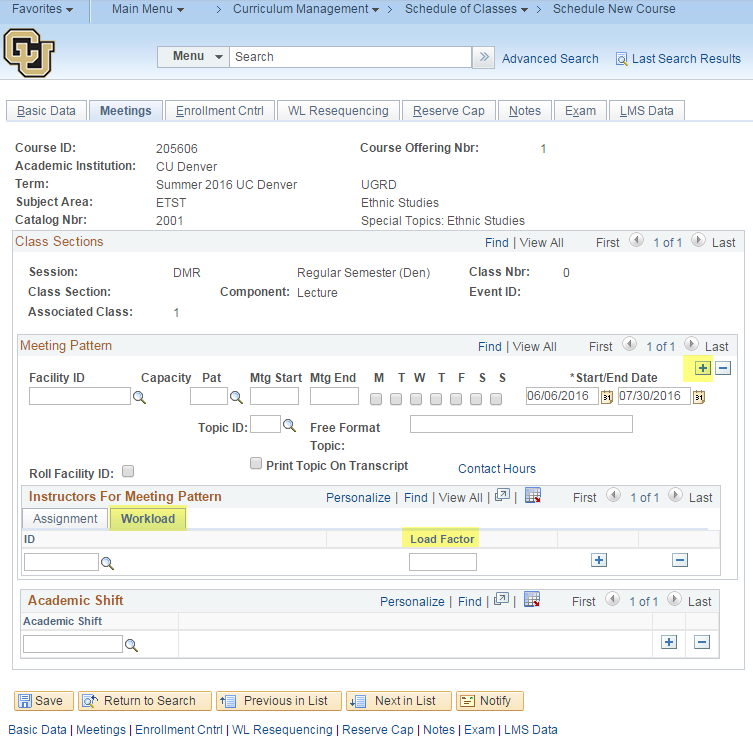 Favorites Main Menu > Curriculum Management > Schedule of Classes > Schedule New Course
CU
Menu Search » Advanced Search Last Search Results
Basic Data Meetings Enrollment Cntrl WL Resequencing Reserve Cap Notes Exam LMS Data
Course ID: 205606 Course Offering Nbr: 1
Academic Institution: CU Denver
Term: Summer 2016 UC Denver UGRD
Subject Area: ETST Ethnic Studies
Catalog Nbr: 2001 Special Topics: Ethnic Studies
Class Sections Find | View All First 1 of 1 Last
Session: DMR Regular Semester (Den) Class Nbr: 0
Class Section: Component: Lecture Event ID:
Associated Class: 1
Meeting Pattern Find | View All First 1 of 1 Last
Facility ID Capacity Pat Mtg Start Mtg End M T W T F S S *Start/End Date
06/06/2016 31 07/30/2016 31
Topic ID: Free Format Topic:
Print Topic On Transcript Contact Hours
Roll Facility ID:
Instructors For Meeting Pattern Personalize | Find | View All | | First 1 of 1 Last
Assignment Workload
ID Load Factor
Academic Shift Personalize | Find | | First 1 of 1 Last
Academic Shift
Save Return to Search Previous in List Next in List Notify
Basic Data | Meetings | Enrollment Cntrl | WL Resequencing | Reserve Cap | Notes | Exam | LMS Data